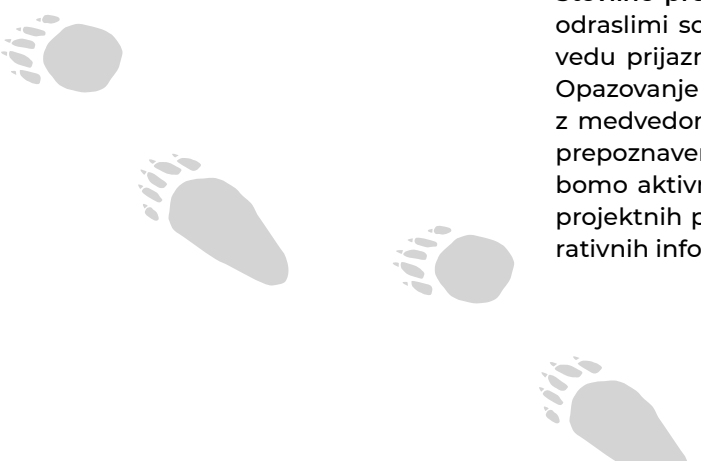 odraslimi so
vedu prijazn
Opazovanje
z medvedom
prepoznaven
bomo aktivn
projektnih p
rativnih info